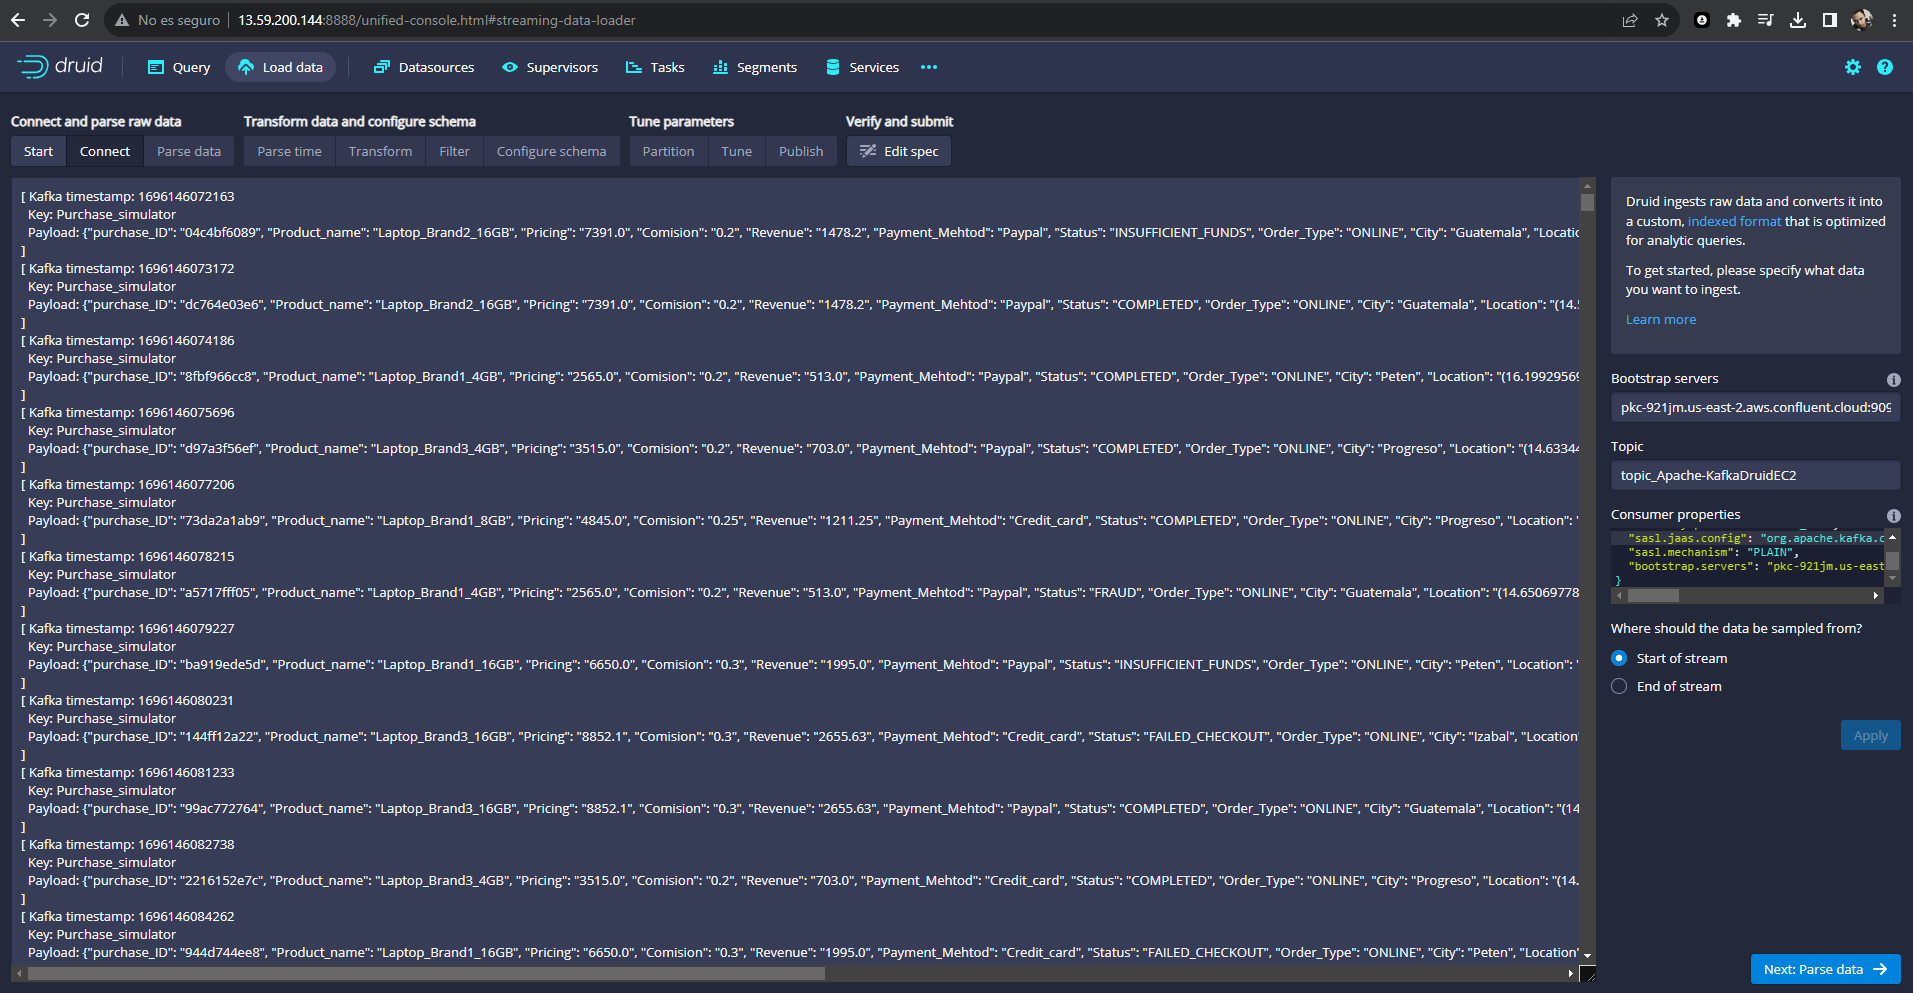 No es seguro 13.59.200.144:8888/unified-console.html#streaming-data-loader
druid Query Load data Datasources Supervisors Tasks Segments Services
Connect and parse raw data Transform data and configure schema Tune parameters Verify and submit
Start Connect Parse data Parse time Transform Filter Configure schema Partition Tune Publish Edit spec
[ Kafka timestamp: 1696146072163
Key: Purchase_simulator
Payload: {"purchase_ID": "04c4bf6089", "Product_name": "Laptop_Brand2_16GB", "Pricing": "7391.0", "Comision": "0.2", "Revenue": "1478.2", "Payment_Mehtod": "Paypal", "Status": "INSUFFICIENT_FUNDS", "Order_Type": "ONLINE", "City": "Guatemala", "Locatio
]
[ Kafka timestamp: 1696146073172
Key: Purchase_simulator
Payload: {"purchase_ID": "dc764e03e6", "Product_name": "Laptop_Brand2_16GB", "Pricing": "7391.0", "Comision": "0.2", "Revenue": "1478.2", "Payment_Mehtod": "Paypal", "Status": "COMPLETED", "Order_Type": "ONLINE", "City": "Guatemala", "Location": "(14.5
]
[ Kafka timestamp: 1696146074186
Key: Purchase_simulator
Payload: {"purchase_ID": "8fbf966cc8", "Product_name": "Laptop_Brand1_4GB", "Pricing": "2565.0", "Comision": "0.2", "Revenue": "513.0", "Payment_Mehtod": "Paypal", "Status": "COMPLETED", "Order_Type": "ONLINE", "City": "Peten", "Location": "(16.19929569
]
[ Kafka timestamp: 1696146075696
Key: Purchase_simulator
Payload: {"purchase_ID": "d97a3f56ef", "Product_name": "Laptop_Brand3_4GB", "Pricing": "3515.0", "Comision": "0.2", "Revenue": "703.0", "Payment_Mehtod": "Paypal", "Status": "COMPLETED", "Order_Type": "ONLINE", "City": "Progreso", "Location": "(14.63344
]
[ Kafka timestamp: 1696146077206
Key: Purchase_simulator
Payload: {"purchase_ID": "73da2a1ab9", "Product_name": "Laptop_Brand1_8GB", "Pricing": "4845.0", "Comision": "0.25", "Revenue": "1211.25", "Payment_Mehtod": "Credit_card", "Status": "COMPLETED", "Order_Type": "ONLINE", "City": "Progreso", "Location": "
]
[ Kafka timestamp: 1696146078215
Key: Purchase_simulator
Payload: {"purchase_ID": "a5717fff05", "Product_name": "Laptop_Brand1_4GB", "Pricing": "2565.0", "Comision": "0.2", "Revenue": "513.0", "Payment_Mehtod": "Paypal", "Status": "FRAUD", "Order_Type": "ONLINE", "City": "Guatemala", "Location": "(14.65069778
]
[ Kafka timestamp: 1696146079227
Key: Purchase_simulator
Payload: {"purchase_ID": "ba919ede5d", "Product_name": "Laptop_Brand1_16GB", "Pricing": "6650.0", "Comision": "0.3", "Revenue": "1995.0", "Payment_Mehtod": "Paypal", "Status": "INSUFFICIENT_FUNDS", "Order_Type": "ONLINE", "City": "Peten", "Location": "
]
[ Kafka timestamp: 1696146080231
Key: Purchase_simulator
Payload: {"purchase_ID": "144ff12a22", "Product_name": "Laptop_Brand3_16GB", "Pricing": "8852.1", "Comision": "0.3", "Revenue": "2655.63", "Payment_Mehtod": "Credit_card", "Status": "FAILED_CHECKOUT", "Order_Type": "ONLINE", "City": "Izabal", "Location"
]
[ Kafka timestamp: 1696146081233
Key: Purchase_simulator
Payload: {"purchase_ID": "99ac772764", "Product_name": "Laptop_Brand3_16GB", "Pricing": "8852.1", "Comision": "0.3", "Revenue": "2655.63", "Payment_Mehtod": "Paypal", "Status": "COMPLETED", "Order_Type": "ONLINE", "City": "Guatemala", "Location": "(14
]
[ Kafka timestamp: 1696146082738
Key: Purchase_simulator
Payload: {"purchase_ID": "2216152e7c", "Product_name": "Laptop_Brand3_4GB", "Pricing": "3515.0", "Comision": "0.2", "Revenue": "703.0", "Payment_Mehtod": "Credit_card", "Status": "COMPLETED", "Order_Type": "ONLINE", "City": "Progreso", "Location": "(14.
]
[ Kafka timestamp: 1696146084262
Key: Purchase_simulator
Payload: {"purchase_ID": "944d744ee8", "Product_name": "Laptop_Brand1_16GB", "Pricing": "6650.0", "Comision": "0.3", "Revenue": "1995.0", "Payment_Mehtod": "Credit_card", "Status": "FAILED_CHECKOUT", "Order_Type": "ONLINE", "City": "Peten", "Location"
Druid ingests raw data and converts it into
a custom, indexed format that is optimized
for analytic queries.
To get started, please specify what data
you want to ingest.
Learn more
Bootstrap servers
pkc-921jm.us-east-2.aws.confluent.cloud:909
Topic
topic_Apache-KafkaDruidEC2
Consumer properties
"sasl.jaas.config": "org.apache.kafka.c
"sasl.mechanism": "PLAIN",
"bootstrap.servers": "pkc-921jm.us-east
}
Where should the data be sampled from?
Start of stream
End of stream
Apply
Next: Parse data